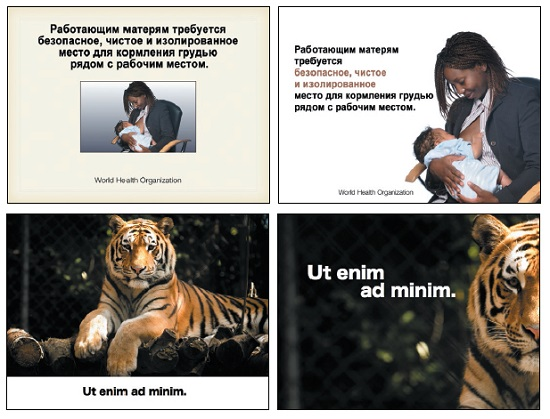 Работающим матерям требуется
безопасное, чистое и изолированное
место для кормления грудью
рядом с рабочим местом.
World Health Organization
Работающим матерям
требуется
безопасное, чистое
и изолированное
место для кормления грудью
рядом с рабочим местом.
World Health Organization
Ut enim ad minim.
Ut enim
ad minim.